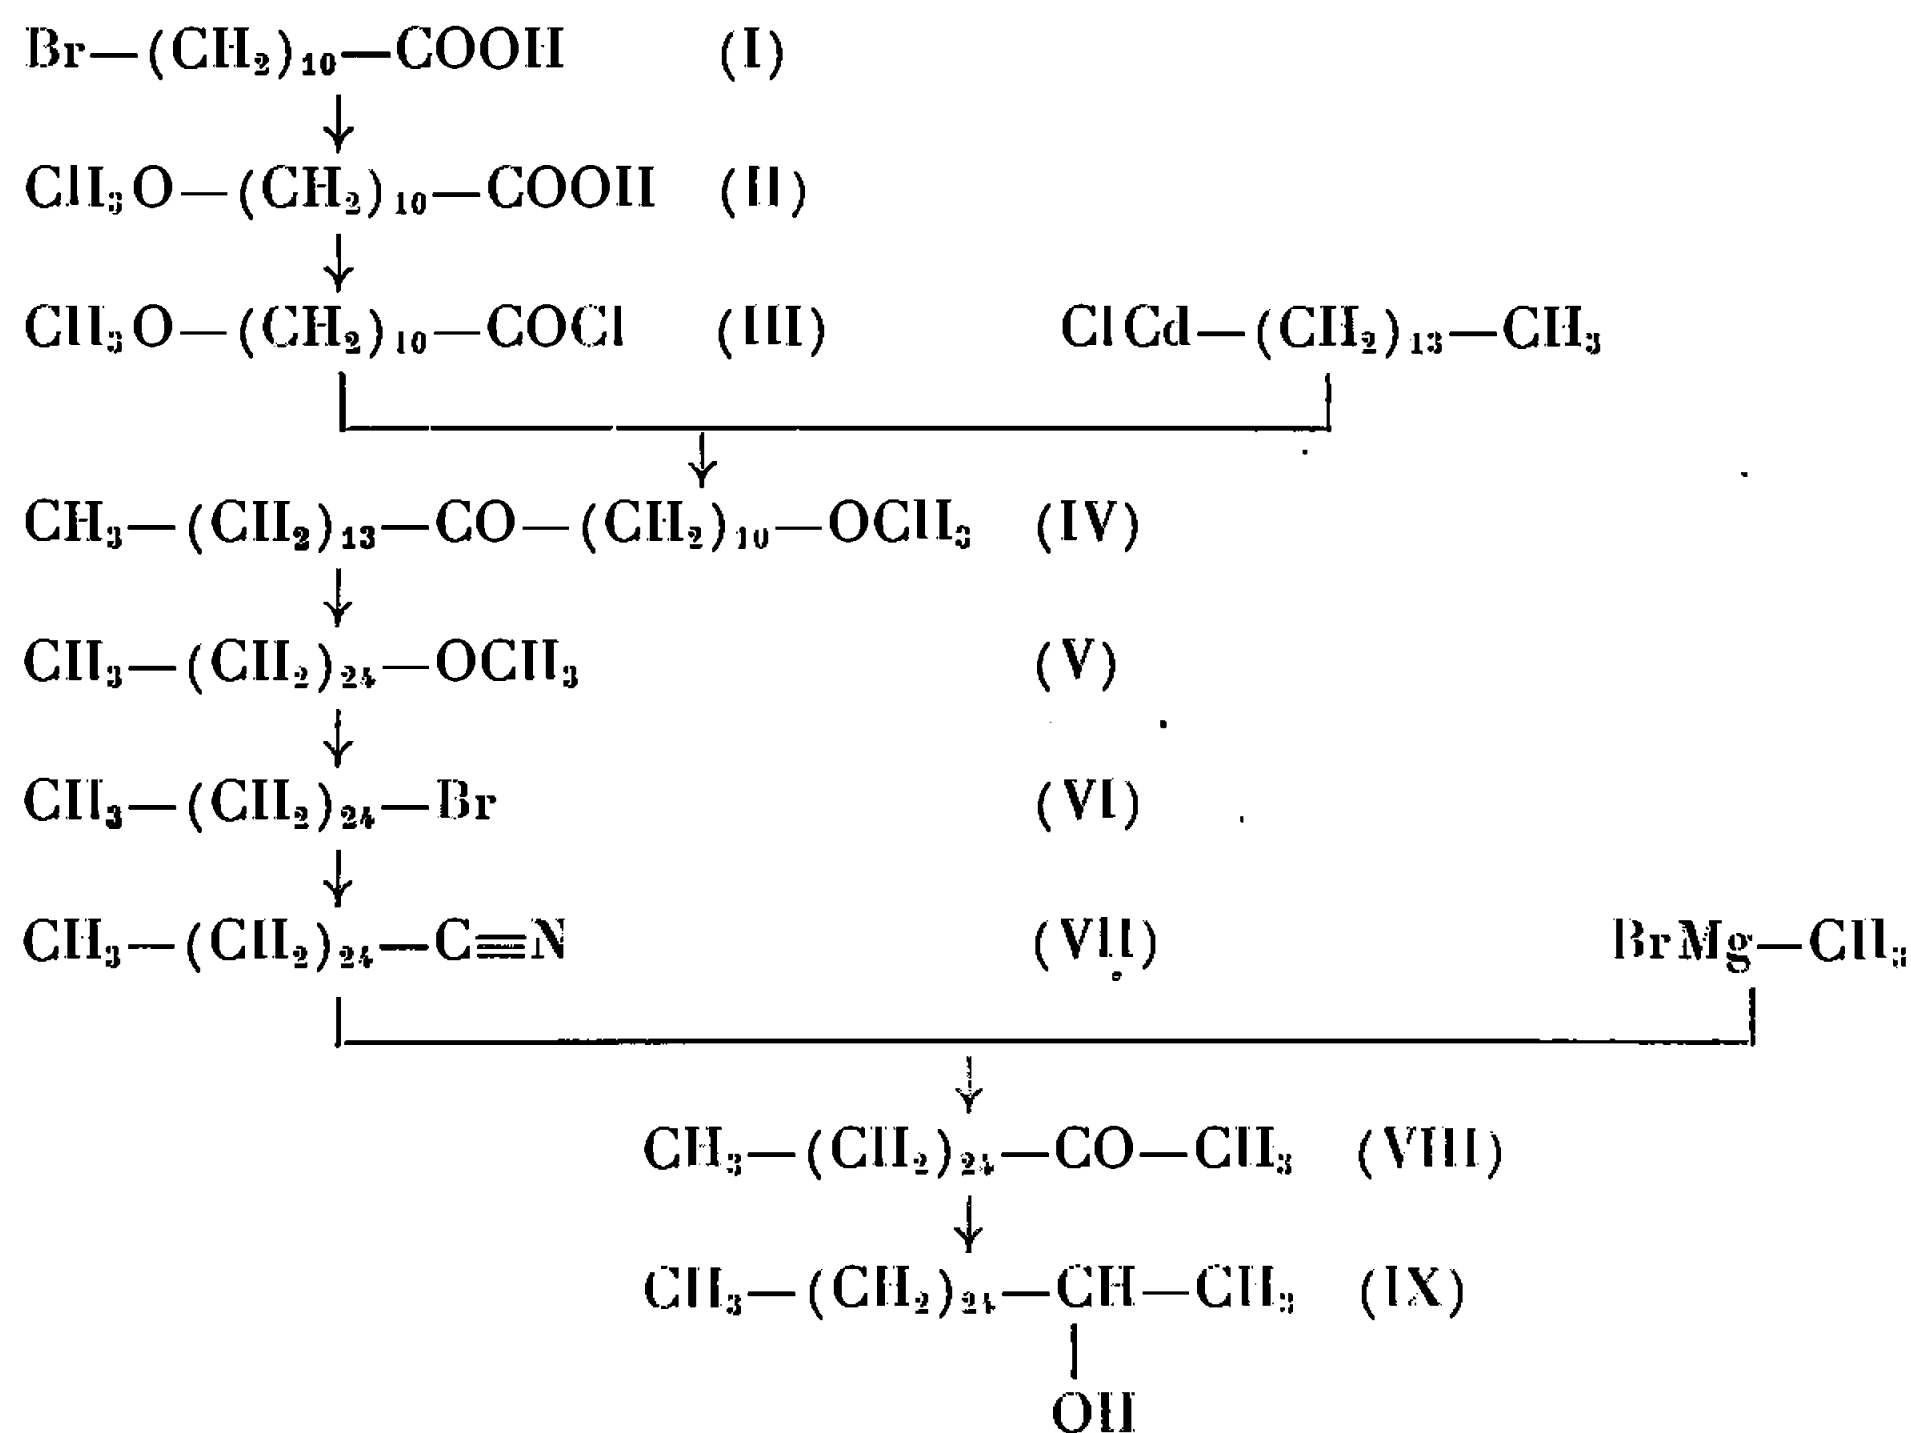 Br—(CH₂)₁₀—COOH (I)
CH₃O—(CH₂)₁₀—COOH (II)
CH₃O—(CH₂)₁₀—COCl (III) ClCd—(CH₂)₁₃—CH₃
CH₃—(CH₂)₁₃—CO—(CH₂)₁₀—OCH₃ (IV)
CH₃—(CH₂)₂₄—OCH₃ (V)
CH₃—(CH₂)₂₄—Br (VI)
CH₃—(CH₂)₂₄—C≡N (VII) BrMg—CH₃
CH₃—(CH₂)₂₄—CO—CH₃ (VIII)
CH₃—(CH₂)₂₄—CH—CH₃ (IX)
OH